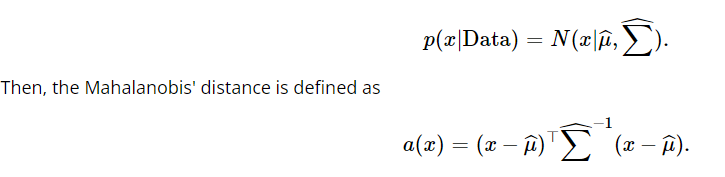 p(x|Data) = N(x|μ̂, Σ̂).
Then, the Mahalanobis' distance is defined as
a(x) = (x − μ̂)⊤Σ̂⁻¹(x − μ̂).